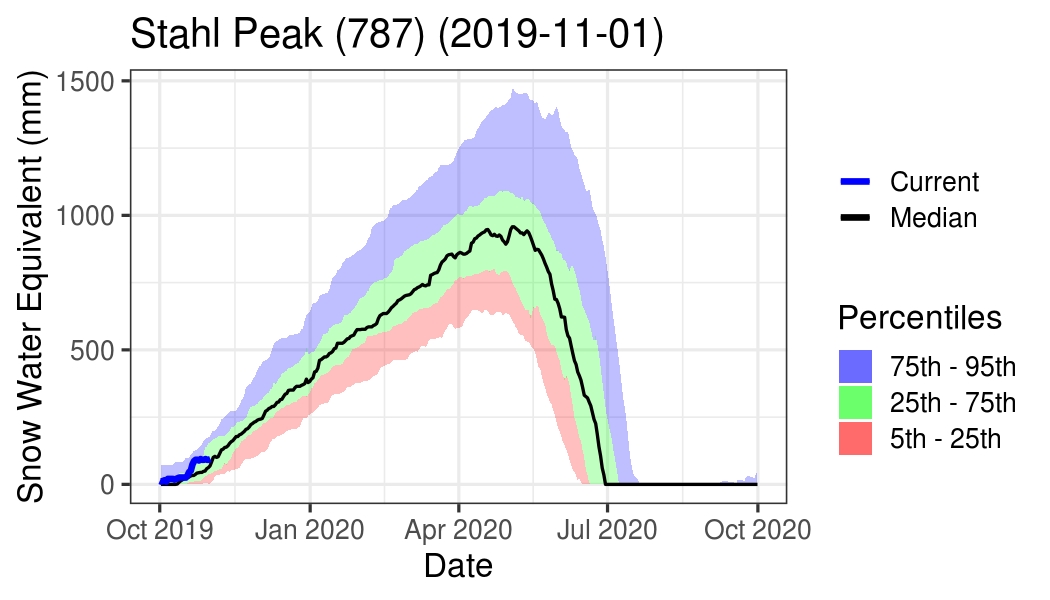 Stahl Peak (787) (2019-11-01)
Snow Water Equivalent (mm)
1500
1000
500
0
Oct 2019
Jan 2020
Apr 2020
Jul 2020
Oct 2020
Date
Current
Median
Percentiles
75th - 95th
25th - 75th
5th - 25th